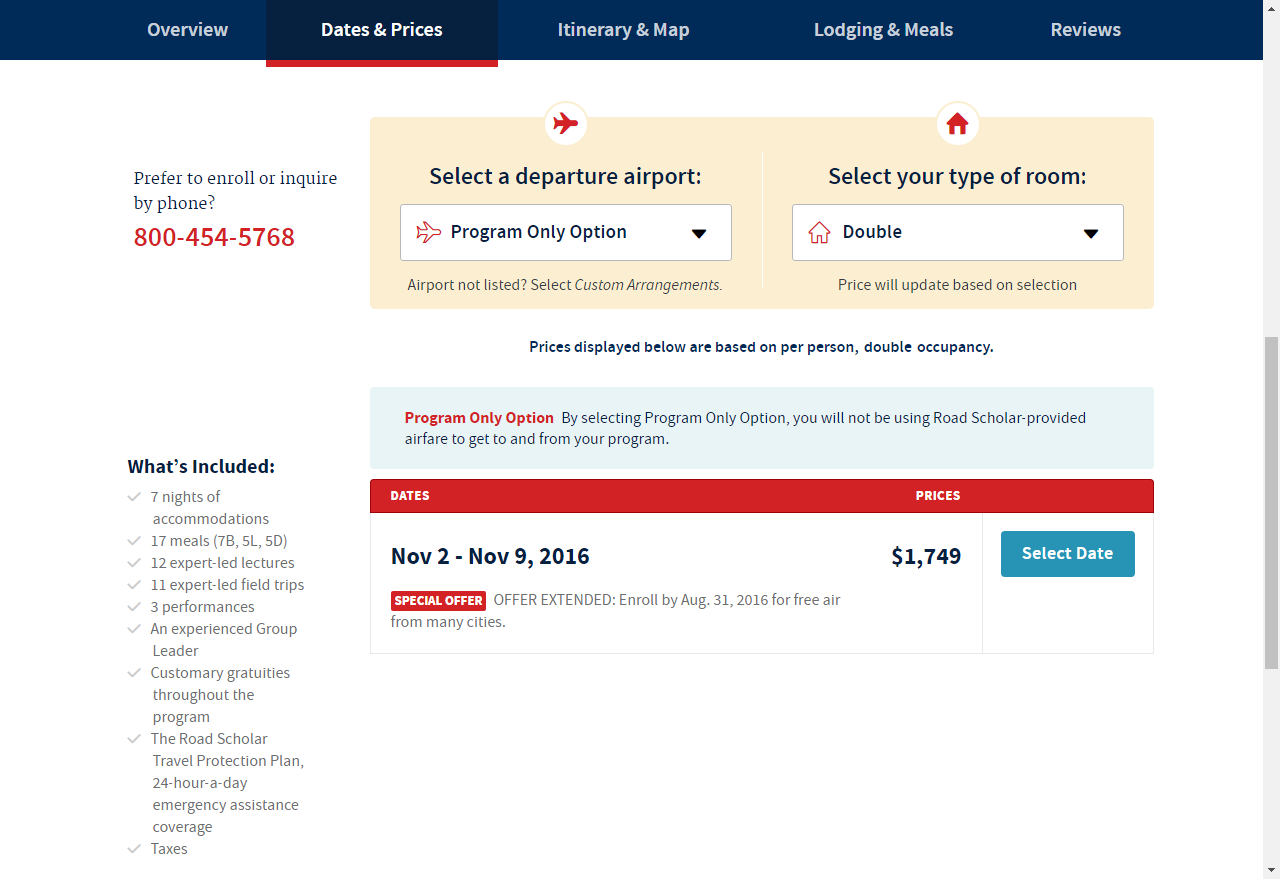 Overview
Dates & Prices
Itinerary & Map
Lodging & Meals
Reviews
Prefer to enroll or inquire
by phone?
800-454-5768
Select a departure airport:
Program Only Option
Airport not listed? Select Custom Arrangements.
Select your type of room:
Double
Price will update based on selection
Prices displayed below are based on per person, double occupancy.
Program Only Option By selecting Program Only Option, you will not be using Road Scholar-provided
airfare to get to and from your program.
What’s Included:
7 nights of
accommodations
17 meals (7B, 5L, 5D)
12 expert-led lectures
11 expert-led field trips
3 performances
An experienced Group
Leader
Customary gratuities
throughout the
program
The Road Scholar
Travel Protection Plan,
24-hour-a-day
emergency assistance
coverage
Taxes
DATES
PRICES
Nov 2 - Nov 9, 2016
$1,749
Select Date
SPECIAL OFFER OFFER EXTENDED: Enroll by Aug. 31, 2016 for free air
from many cities.